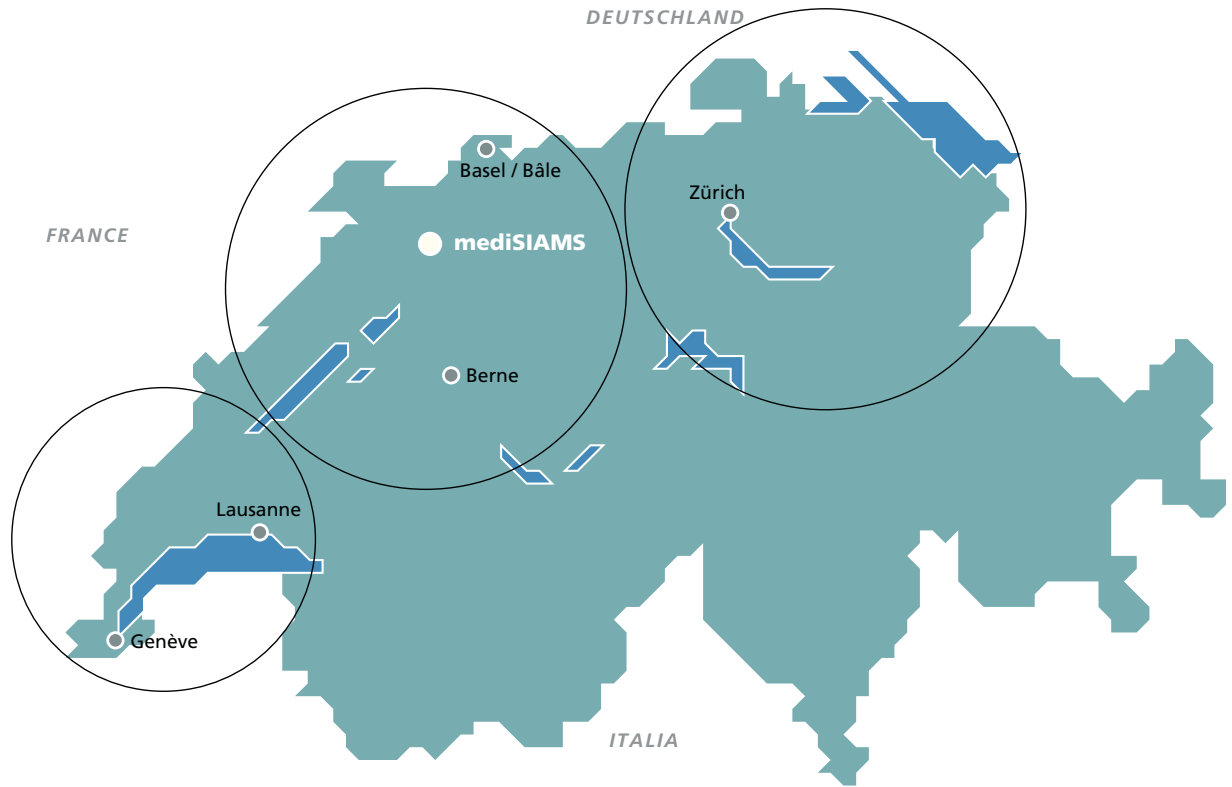 DEUTSCHLAND
Basel / Bâle
Zürich
FRANCE
mediSIAMS
Berne
Lausanne
Genève
ITALIA